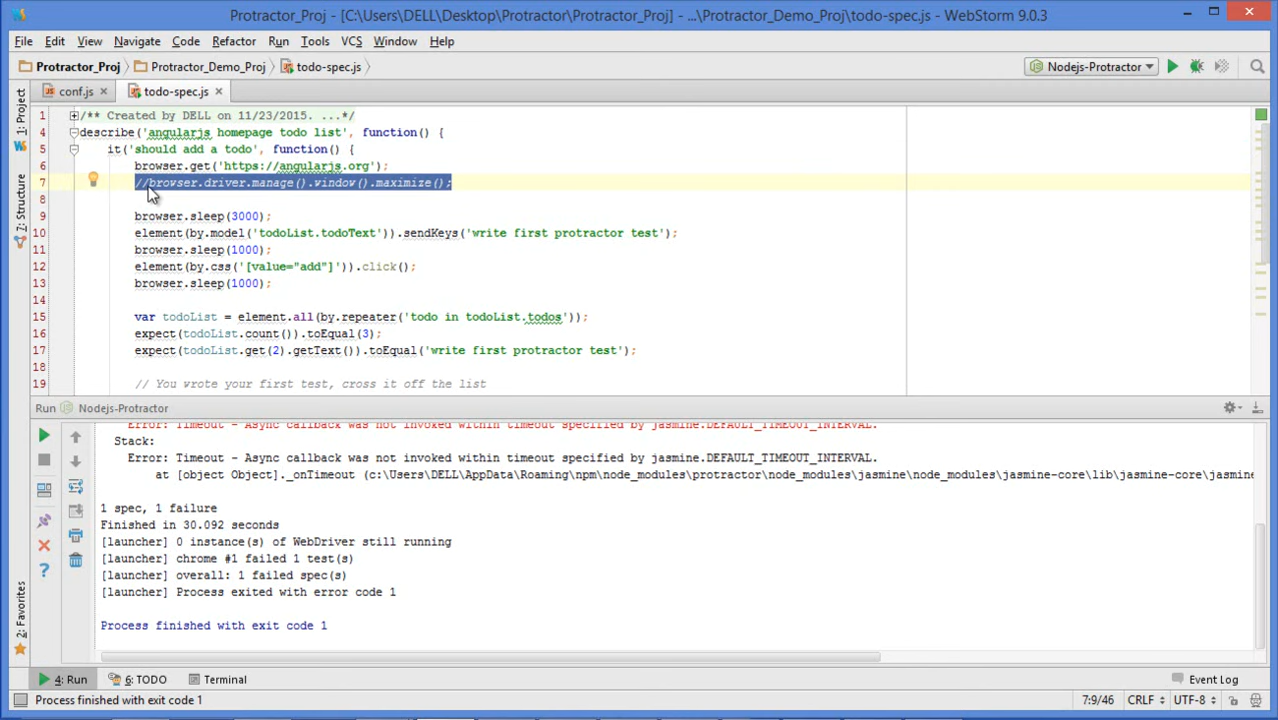 Protractor_Proj - [C:\Users\DELL\Desktop\Protractor\Protractor_Proj] - ...\Protractor_Demo_Proj\todo-spec.js - WebStorm 9.0.3
File Edit View Navigate Code Refactor Run Tools VCS Window Help
Protractor_Proj Protractor_Demo_Proj todo-spec.js Nodejs-Protractor
conf.js todo-spec.js
1: Project
7: Structure
2: Favorites
1 /** Created by DELL on 11/23/2015. ...*/
4 describe('angularjs homepage todo list', function() {
5 it('should add a todo', function() {
6 browser.get('https://angularjs.org');
7 //browser.driver.manage().window().maximize();
8
9 browser.sleep(3000);
10 element(by.model('todoList.todoText')).sendKeys('write first protractor test');
11 browser.sleep(1000);
12 element(by.css('[value="add"]')).click();
13 browser.sleep(1000);
14
15 var todoList = element.all(by.repeater('todo in todoList.todos'));
16 expect(todoList.count()).toEqual(3);
17 expect(todoList.get(2).getText()).toEqual('write first protractor test');
18
19 // You wrote your first test, cross it off the list
Run Nodejs-Protractor
Error: Timeout - Async callback was not invoked within timeout specified by jasmine.DEFAULT_TIMEOUT_INTERVAL.
Stack:
Error: Timeout - Async callback was not invoked within timeout specified by jasmine.DEFAULT_TIMEOUT_INTERVAL.
at [object Object]._onTimeout (c:\Users\DELL\AppData\Roaming\npm\node_modules\protractor\node_modules\jasmine\node_modules\jasmine-core\lib\jasmine-core\jasmine
1 spec, 1 failure
Finished in 30.092 seconds
[launcher] 0 instance(s) of WebDriver still running
[launcher] chrome #1 failed 1 test(s)
[launcher] overall: 1 failed spec(s)
[launcher] Process exited with error code 1
Process finished with exit code 1
4: Run 6: TODO Terminal Event Log
Process finished with exit code 1 7:9/46 CRLF UTF-8